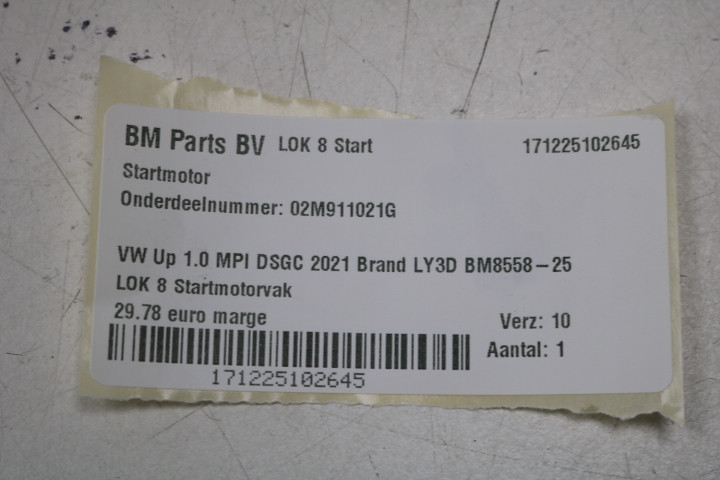 BM Parts BV LOK 8 Start 171225102645
Startmotor
Onderdeelnummer: 02M911021G
VW Up 1.0 MPI DSGC 2021 Brand LY3D BM8558-25
LOK 8 Startmotorvak
29.78 euro marge Verz: 10
Aantal: 1
171225102645